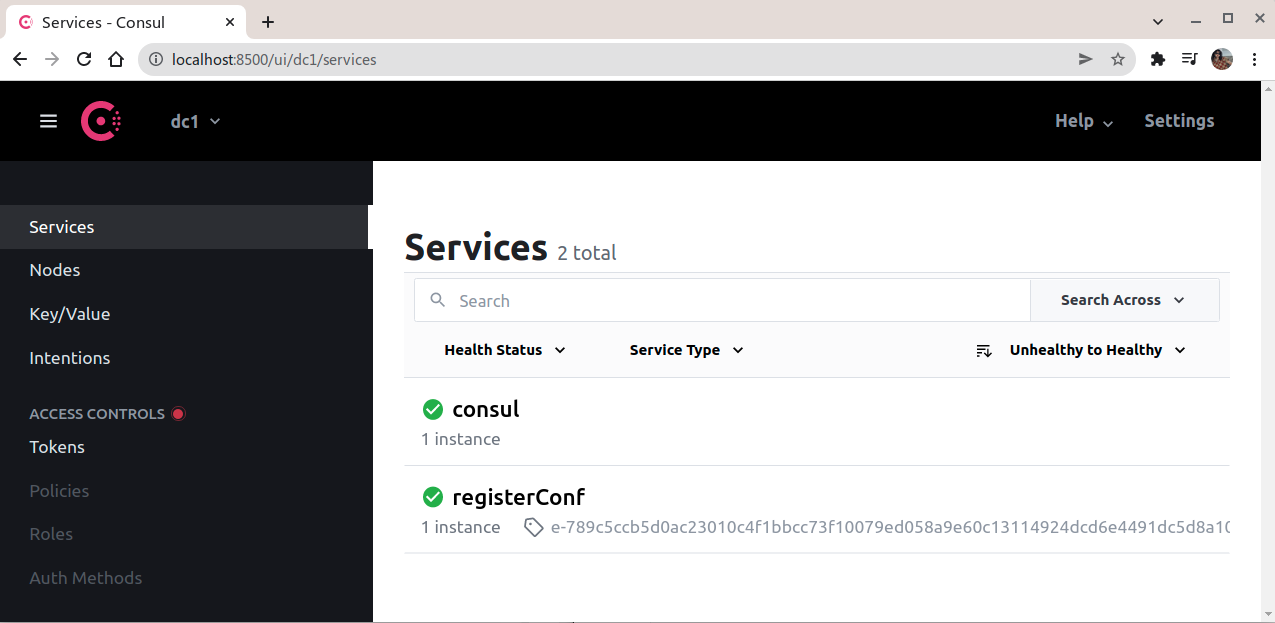 Services - Consul
localhost:8500/ui/dc1/services
dc1
Help
Settings
Services
Nodes
Key/Value
Intentions
ACCESS CONTROLS
Tokens
Policies
Roles
Auth Methods
Services 2 total
Search
Search Across
Health Status
Service Type
Unhealthy to Healthy
consul
1 instance
registerConf
1 instance e-789c5ccb5d0ac23010c4f1bbcc73f10079ed058a9e60c13114924dcd6e4491dc5d8a10